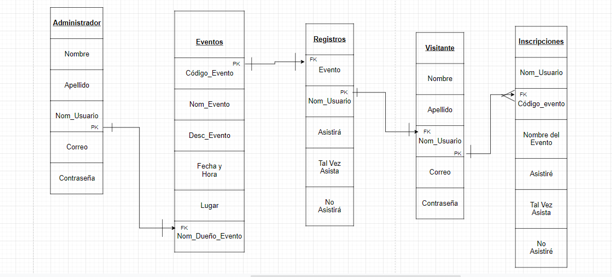 Administrador
Nombre
Apellido
Nom_Usuario
PK
Correo
Contraseña
Eventos
PK
Código_Evento
Nom_Evento
Desc_Evento
Fecha y
Hora
Lugar
FK
Nom_Dueño_Evento
Registros
FK
Evento
PK
Nom_Usuario
Asistirá
Tal Vez
Asista
No
Asistirá
Visitante
Nombre
Apellido
FK
Nom_Usuario
PK
Correo
Contraseña
Inscripciones
Nom_Usuario
FK
Código_evento
Nombre del
Evento
Asistiré
Tal Vez
Asista
No
Asistiré